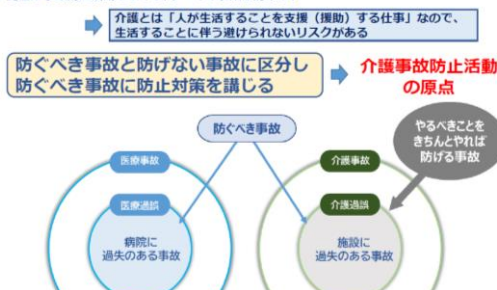 介護とは「人が生活することを支援（援助）する仕事」なので、
生活することに伴う避けられないリスクがある
防ぐべき事故と防げない事故に区分し
防ぐべき事故に防止対策を講じる
介護事故防止活動
の原点
防ぐべき事故
やるべきことを
きちんとやれば
防げる事故
医療事故
介護事故
医療過誤
介護過誤
病院に
過失のある事故
施設に
過失のある事故